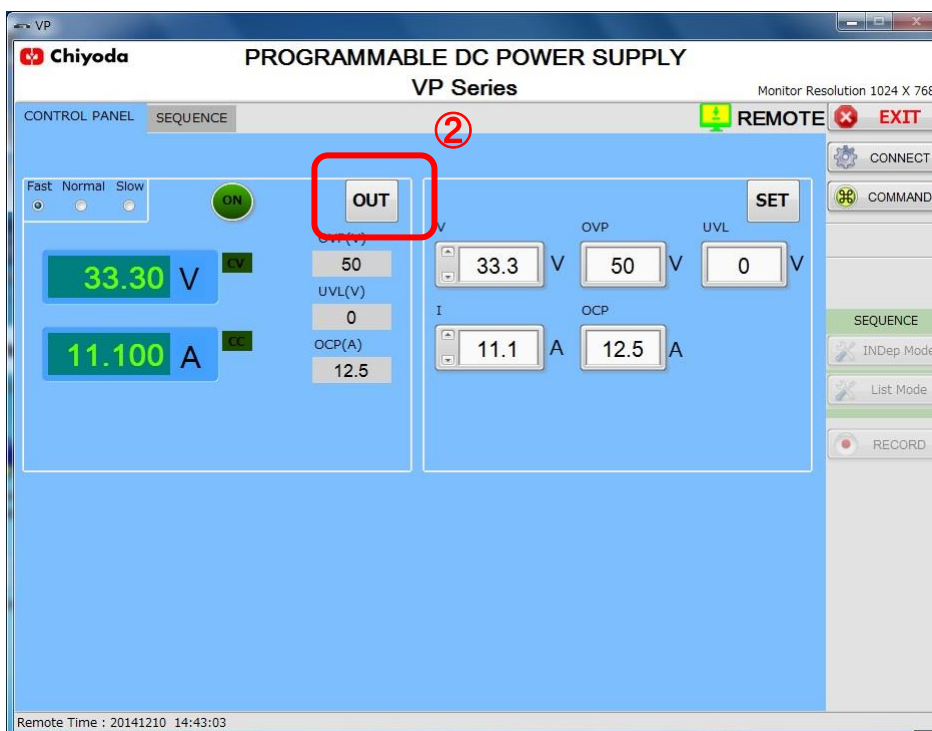 VP
Chiyoda
PROGRAMMABLE DC POWER SUPPLY
VP Series
Monitor Resolution 1024 X 768
CONTROL PANEL SEQUENCE
②
REMOTE
EXIT
CONNECT
COMMAND
Fast Normal Slow
ON
OUT
33.30 V
CV
11.100 A
CC
OVP(V)
50
UVL(V)
0
OCP(A)
12.5
SET
V
33.3 V
OVP
50 V
UVL
0 V
I
11.1 A
OCP
12.5 A
SEQUENCE
INDep Mode
List Mode
RECORD
Remote Time : 20141210 14:43:03